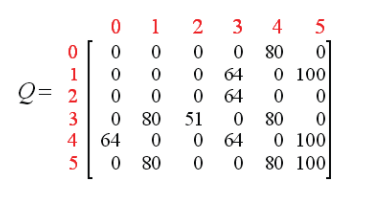 0 1 2 3 4 5
0 0 0 0 0 80 0
1 0 0 0 64 0 100
Q= 2 0 0 0 64 0 0
3 0 80 51 0 80 0
4 64 0 0 64 0 100
5 0 80 0 0 80 100